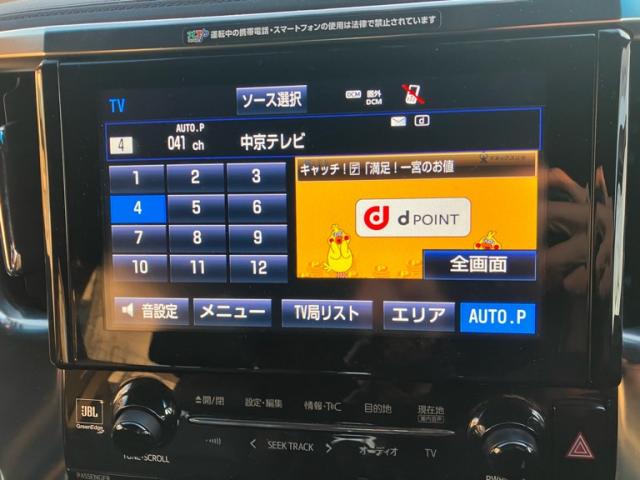 運転中の携帯電話・スマートフォンの使用は法律で禁止されています
TV
ソース選択
DCM 圏外
DCM
AUTO.P
4 041 ch 中京テレビ
キャッチ!デ「満足!一宮のお値
1 2 3
4 5 6
7 8 9
10 11 12
d POINT
全画面
音設定 メニュー TV局リスト エリア AUTO.P
JBL
GreenEdge
開/閉 設定・編集 情報・T\C 目的地 現在地
SEEK TRACK オーディオ TV
TUNE・SCROLL
PASSENGER